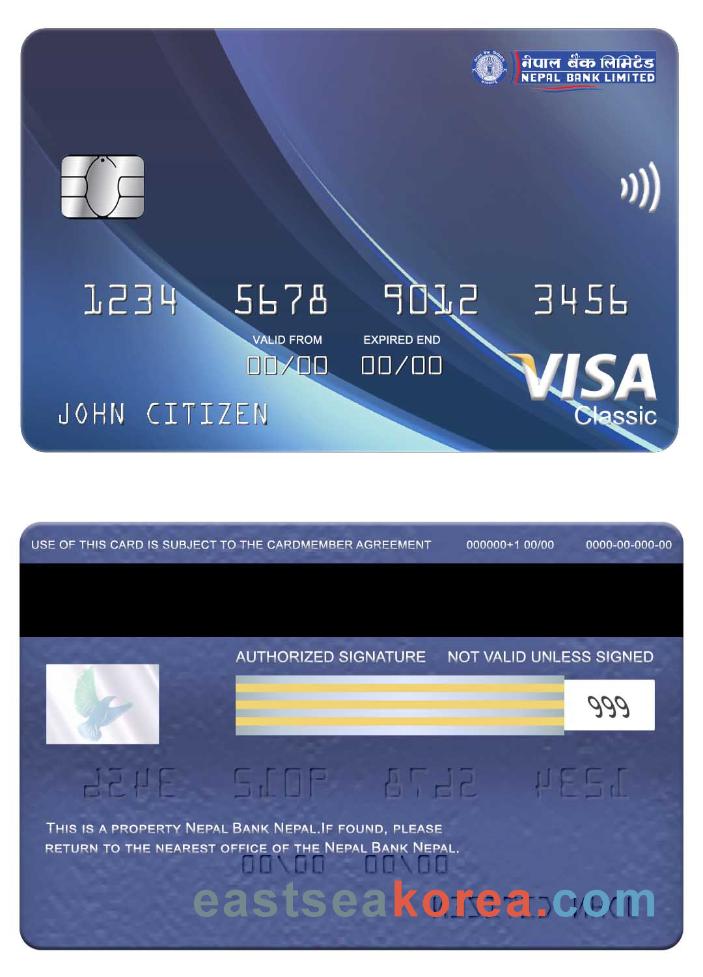 नेपाल बैंक लिमिटेड
NEPAL BANK LIMITED
1234 5678 9012 3456
VALID FROM EXPIRED END
00/00 00/00
VISA
JOHN CITIZEN
Classic
USE OF THIS CARD IS SUBJECT TO THE CARDMEMBER AGREEMENT 000000+1 00/00 0000-00-000-00
AUTHORIZED SIGNATURE NOT VALID UNLESS SIGNED
999
THIS IS A PROPERTY NEPAL BANK NEPAL.IF FOUND, PLEASE
RETURN TO THE NEAREST OFFICE OF THE NEPAL BANK NEPAL.
eastseakorea.com